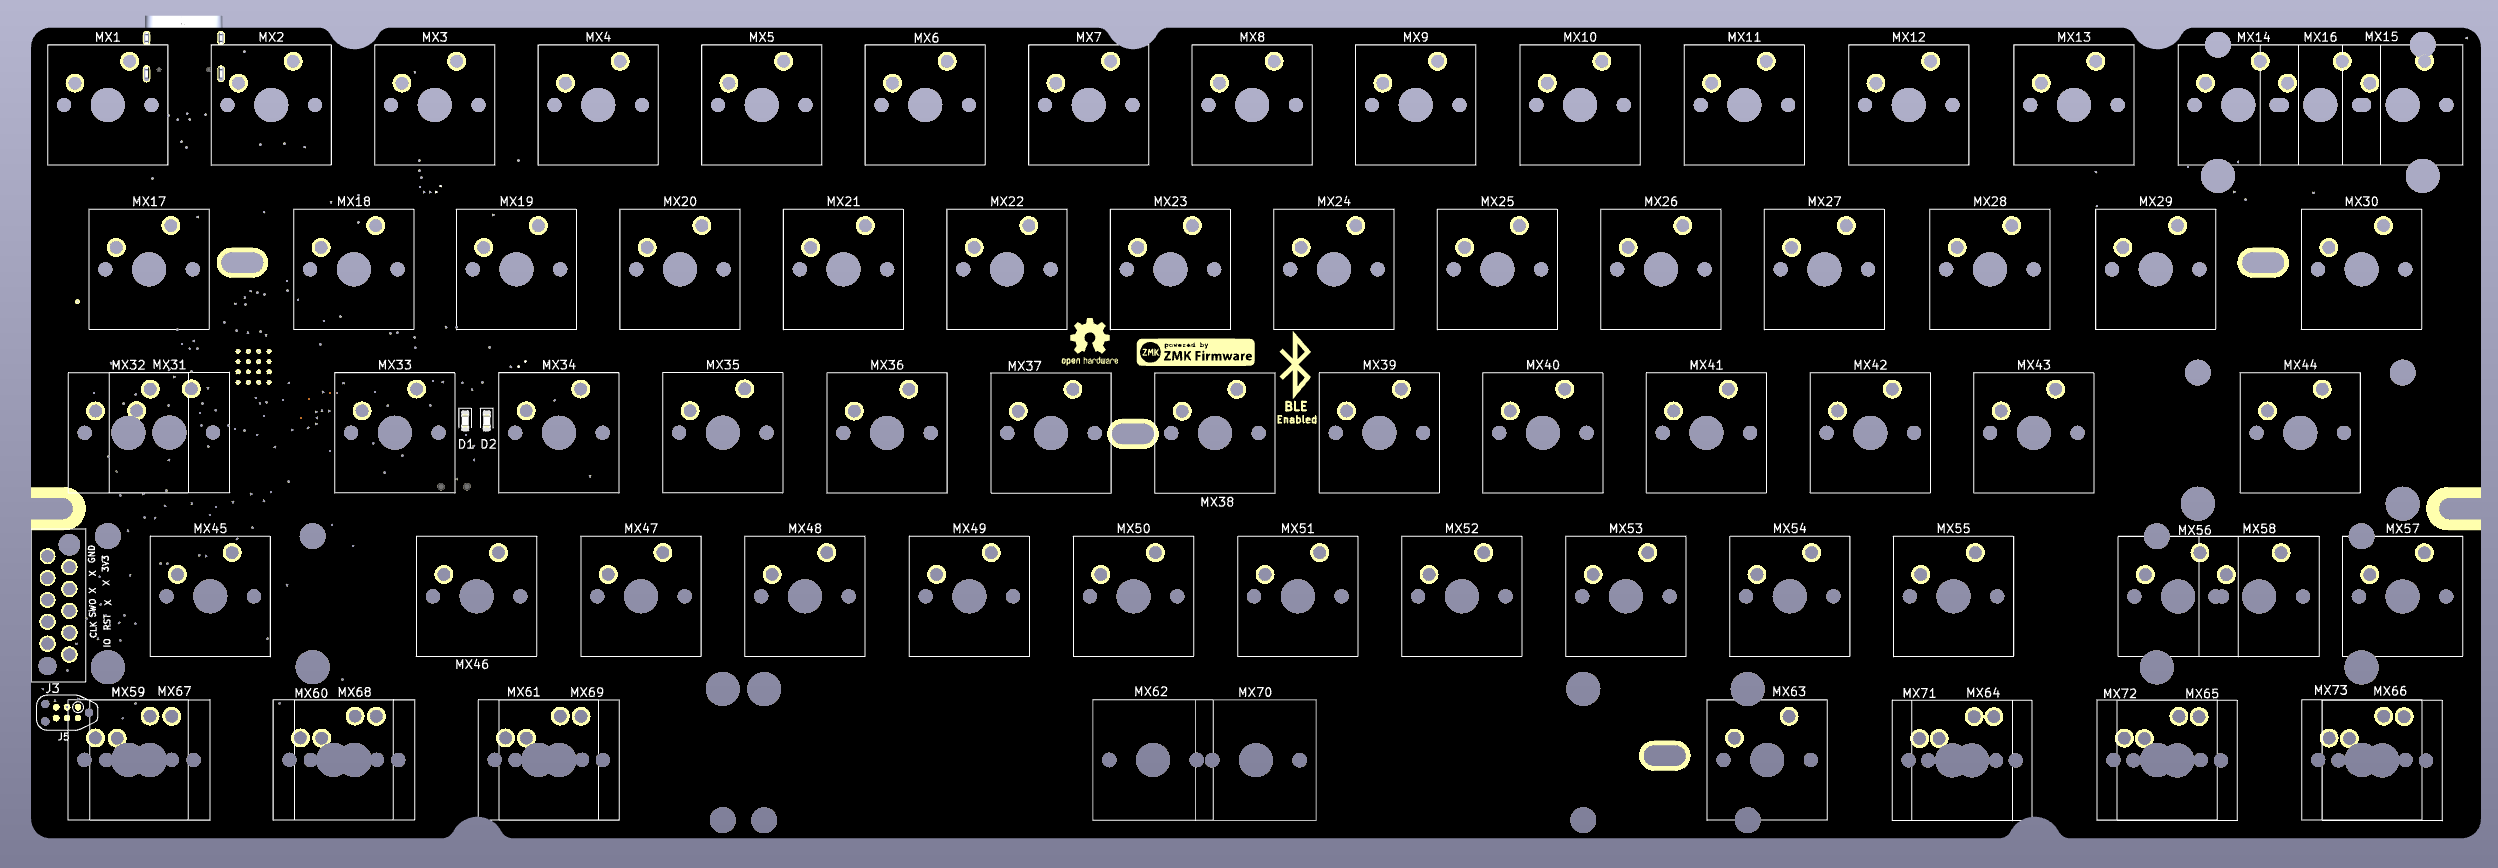 MX1 MX2 MX3 MX4 MX5 MX6 MX7 MX8 MX9 MX10 MX11 MX12 MX13 MX14 MX16 MX15
MX17 MX18 MX19 MX20 MX21 MX22 MX23 MX24 MX25 MX26 MX27 MX28 MX29 MX30
open hardware
powered by
ZMK ZMK Firmware
MX32 MX31 MX33 MX34 MX35 MX36 MX37 MX39 MX40 MX41 MX42 MX43 MX44
BLE
Enabled
D1 D2
MX38
MX45 MX47 MX48 MX49 MX50 MX51 MX52 MX53 MX54 MX55 MX56 MX58 MX57
CLK SWO X X GND
IO RST X X 3V3
MX46
J3
MX59 MX67 MX60 MX68 MX61 MX69 MX62 MX70 MX63 MX71 MX64 MX72 MX65 MX73 MX66
J5